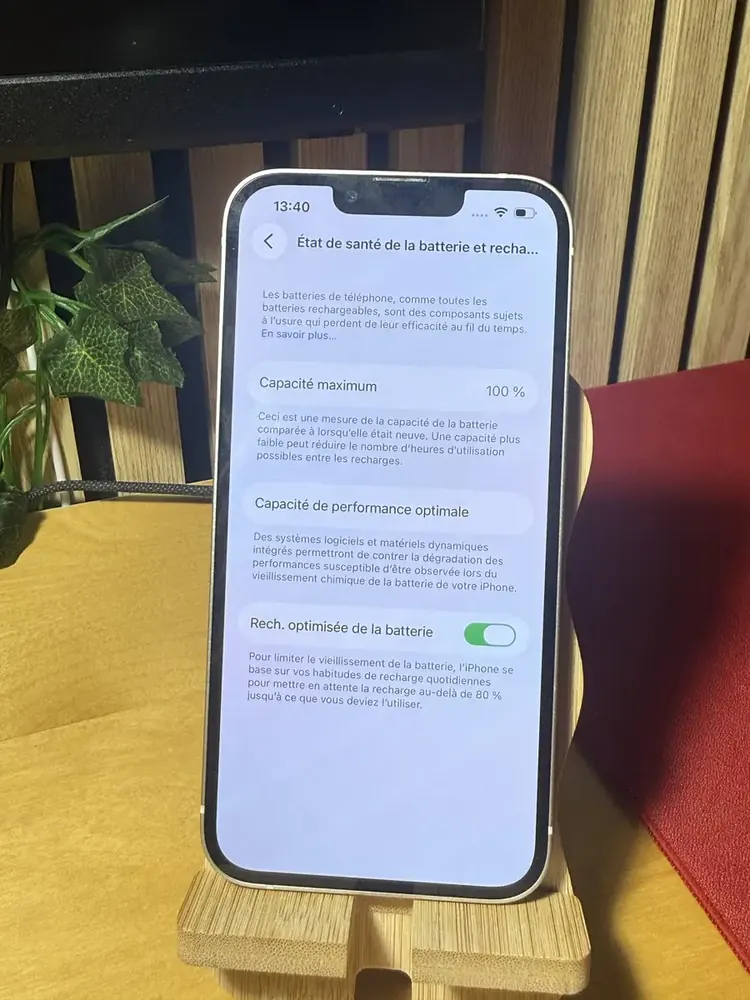 13:40
État de santé de la batterie et recha...
Les batteries de téléphone, comme toutes les
batteries rechargeables, sont des composants sujets
à l'usure qui perdent de leur efficacité au fil du temps.
En savoir plus...
Capacité maximum 100 %
Ceci est une mesure de la capacité de la batterie
comparée à lorsqu'elle était neuve. Une capacité plus
faible peut réduire le nombre d'heures d'utilisation
possibles entre les recharges.
Capacité de performance optimale
Des systèmes logiciels et matériels dynamiques
intégrés permettront de contrer la dégradation des
performances susceptible d'être observée lors du
vieillissement chimique de la batterie de votre iPhone.
Rech. optimisée de la batterie
Pour limiter le vieillissement de la batterie, l'iPhone se
base sur vos habitudes de recharge quotidiennes
pour mettre en attente la recharge au-delà de 80 %
jusqu'à ce que vous deviez l'utiliser.